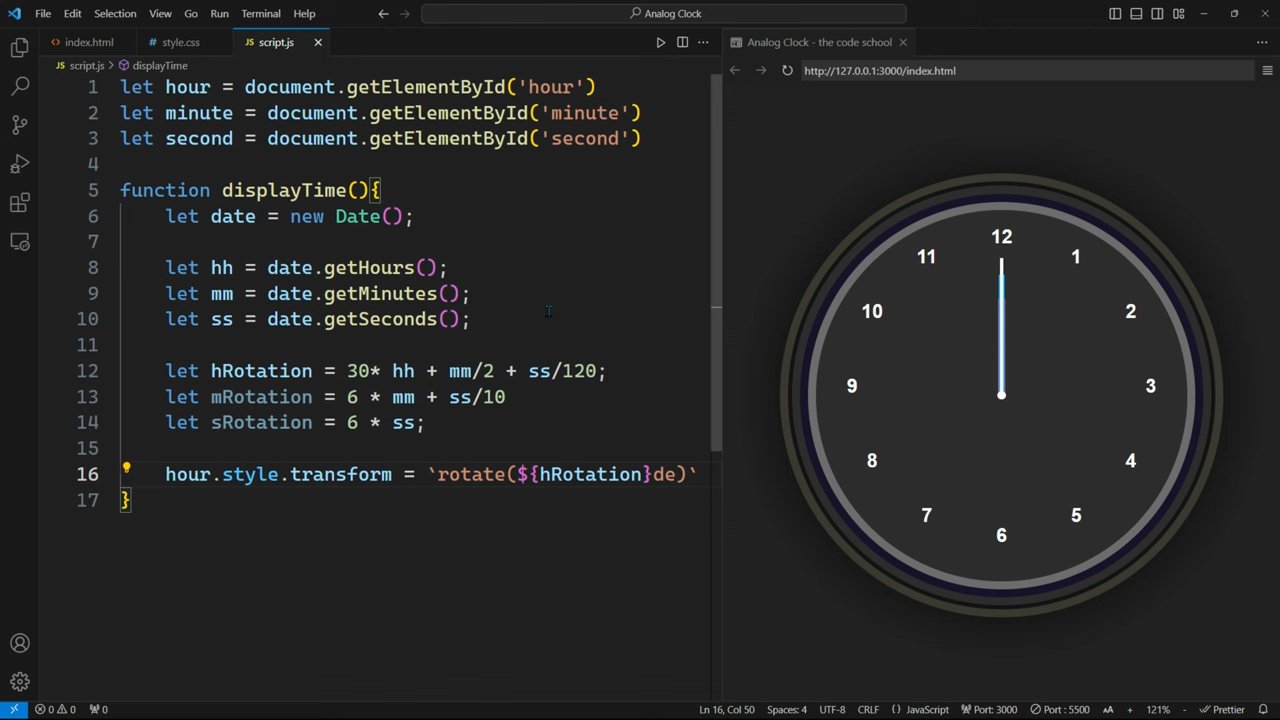 File Edit Selection View Go Run Terminal Help
Analog Clock
index.html
style.css
JS script.js
Analog Clock - the code school
JS script.js > displayTime
http://127.0.0.1:3000/index.html
1 let hour = document.getElementById('hour')
2 let minute = document.getElementById('minute')
3 let second = document.getElementById('second')
4
5 function displayTime(){
6 let date = new Date();
7
8 let hh = date.getHours();
9 let mm = date.getMinutes();
10 let ss = date.getSeconds();
11
12 let hRotation = 30* hh + mm/2 + ss/120;
13 let mRotation = 6 * mm + ss/10
14 let sRotation = 6 * ss;
15
16 hour.style.transform = `rotate(${hRotation}de)`
17 }
12
11 1
10 2
9 3
8 4
7 5
6
0 0 0 Ln 16, Col 50 Spaces: 4 UTF-8 CRLF {} JavaScript Port: 3000 Port : 5500 AA + 121% - Prettier